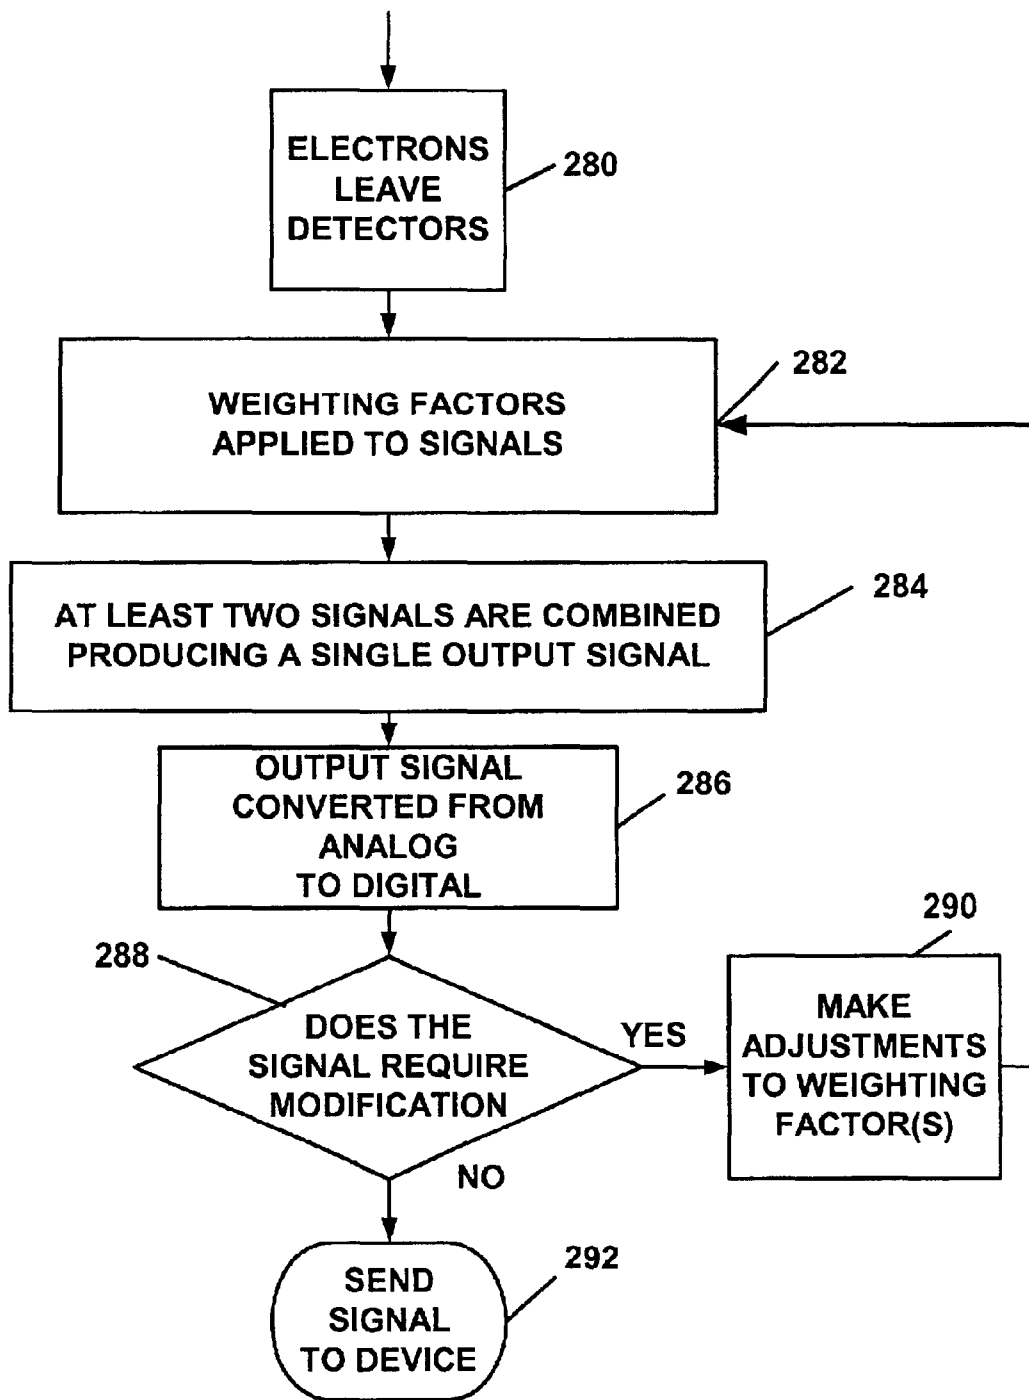 ELECTRONS
LEAVE
DETECTORS
280
WEIGHTING FACTORS
APPLIED TO SIGNALS
282
AT LEAST TWO SIGNALS ARE COMBINED
PRODUCING A SINGLE OUTPUT SIGNAL
284
OUTPUT SIGNAL
CONVERTED FROM
ANALOG
TO DIGITAL
286
288
DOES THE
SIGNAL REQUIRE
MODIFICATION
YES
NO
290
MAKE
ADJUSTMENTS
TO WEIGHTING
FACTOR(S)
SEND
SIGNAL
TO DEVICE
292